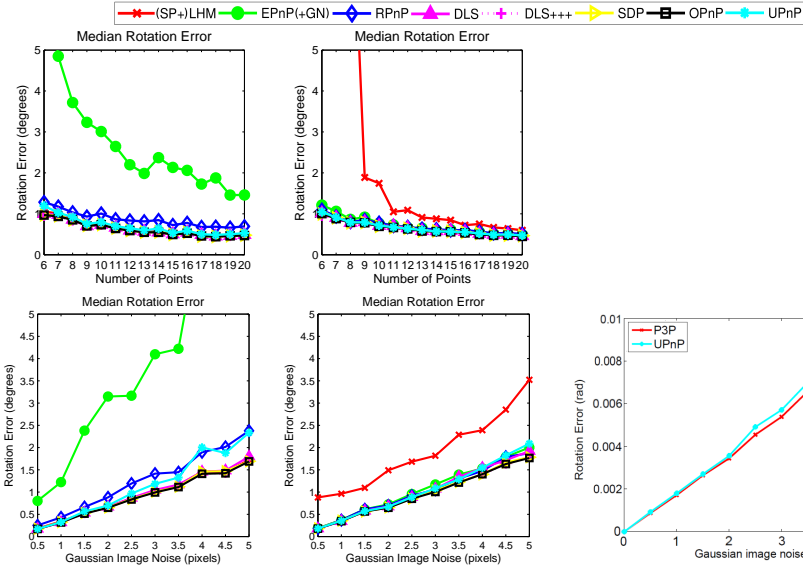 (SP+)LHM EPnP(+GN) RPnP DLS DLS+++ SDP OPnP UPnP
Median Rotation Error
Median Rotation Error
5
4
3
2
1
0
Rotation Error (degrees)
6 7 8 9 10 11 12 13 14 15 16 17 18 19 20
Number of Points
5
4
3
2
1
0
Rotation Error (degrees)
6 7 8 9 10 11 12 13 14 15 16 17 18 19 20
Number of Points
Median Rotation Error
5
4.5
4
3.5
3
2.5
2
1.5
1
0.5
0
Rotation Error (degrees)
0.5 1 1.5 2 2.5 3 3.5 4 4.5 5
Gaussian Image Noise (pixels)
Median Rotation Error
5
4.5
4
3.5
3
2.5
2
1.5
1
0.5
0
Rotation Error (degrees)
0.5 1 1.5 2 2.5 3 3.5 4 4.5 5
Gaussian Image Noise (pixels)
P3P
UPnP
0.01
0.008
0.006
0.004
0.002
0
Rotation Error (rad)
0 1 2 3
Gaussian image noise